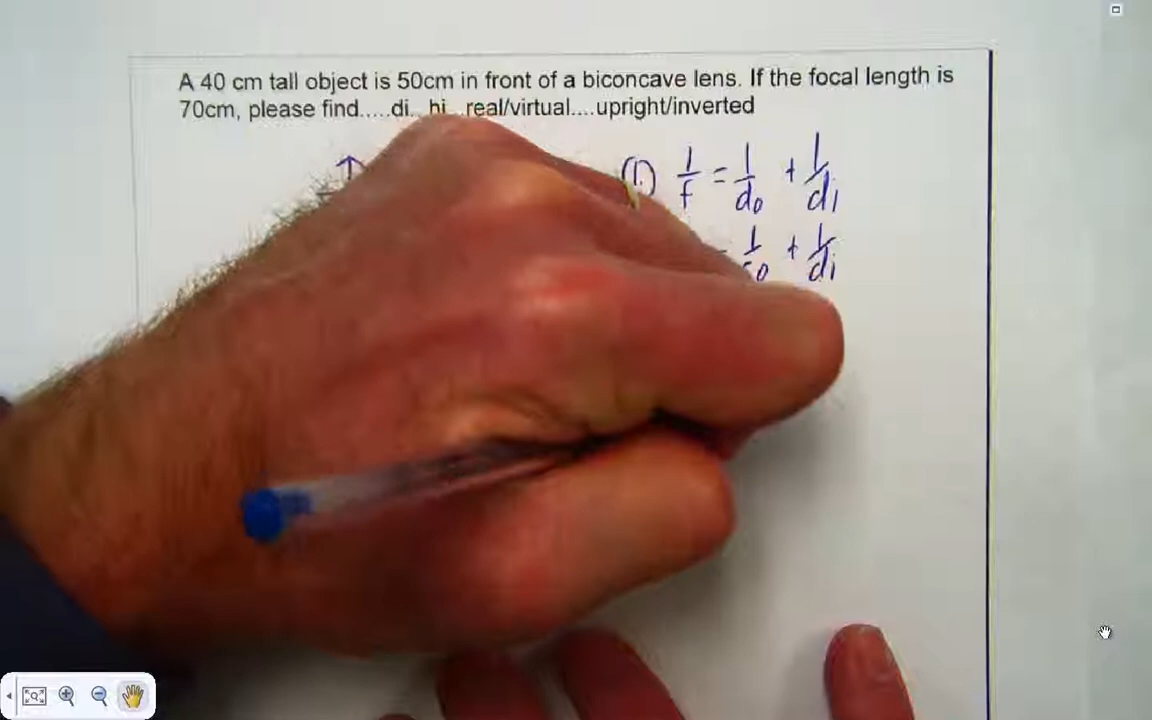 A 40 cm tall object is 50cm in front of a biconcave lens. If the focal length is
70cm, please find.....di...hi...real/virtual....upright/inverted
(1) 1/f = 1/do + 1/di
+ 1/di